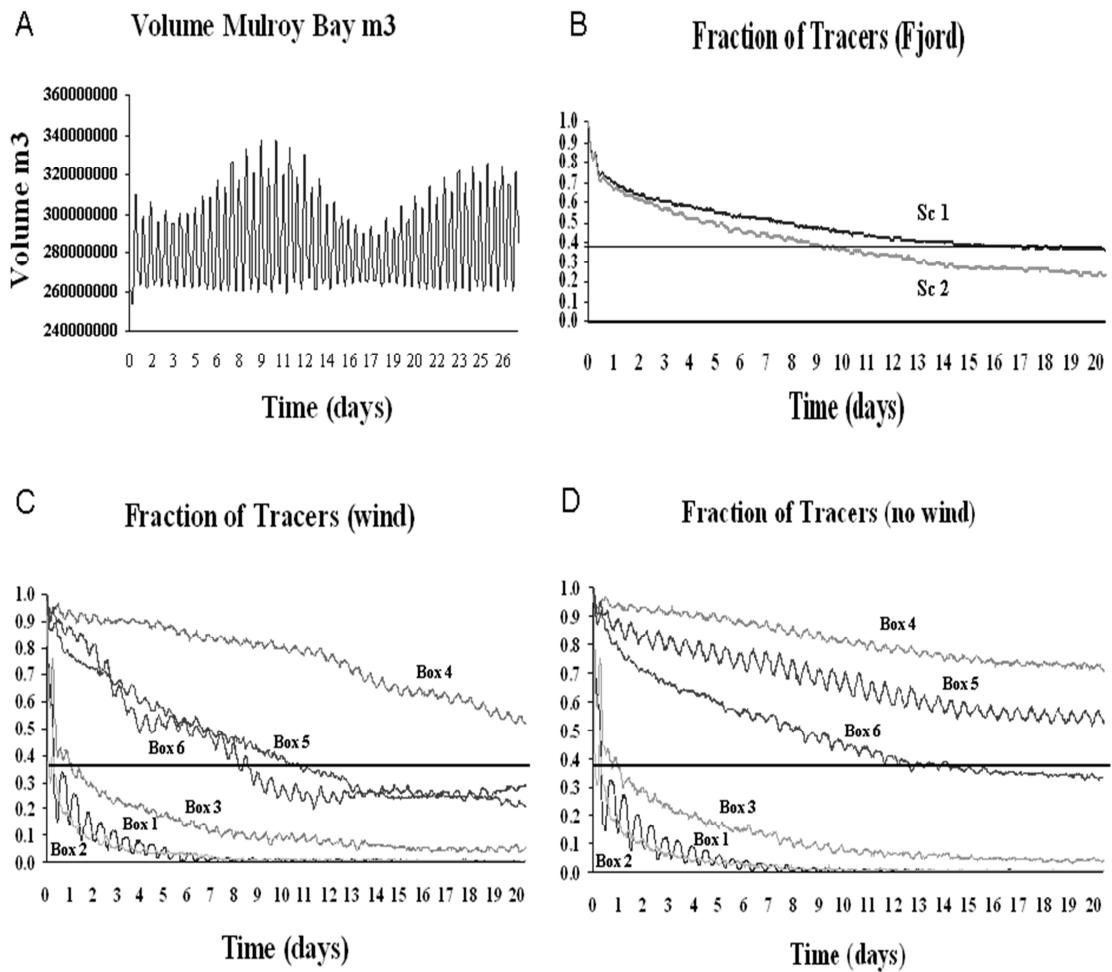 A
Volume Mulroy Bay m3
Volume m3
360000000
340000000
320000000
300000000
280000000
260000000
240000000
0 2 3 5 6 8 9 11 12 14 16 17 19 20 22 23 25 26
Time (days)
B
Fraction of Tracers (Fjord)
1.0
0.9
0.8
0.7
0.6
0.5
0.4
0.3
0.2
0.1
0.0
Sc 1
Sc 2
0 1 2 3 4 5 6 7 8 9 10 11 12 13 14 15 16 17 18 19 20
Time (days)
C
Fraction of Tracers (wind)
1.0
0.9
0.8
0.7
0.6
0.5
0.4
0.3
0.2
0.1
0.0
Box 4
Box 5
Box 6
Box 3
Box 1
Box 2
0 1 2 3 4 5 6 7 8 9 10 11 12 13 14 15 16 17 18 19 20
Time (days)
D
Fraction of Tracers (no wind)
1.0
0.9
0.8
0.7
0.6
0.5
0.4
0.3
0.2
0.1
0.0
Box 4
Box 5
Box 6
Box 3
Box 1
Box 2
0 1 2 3 4 5 6 7 8 9 10 11 12 13 14 15 16 17 18 19 20
Time (days)